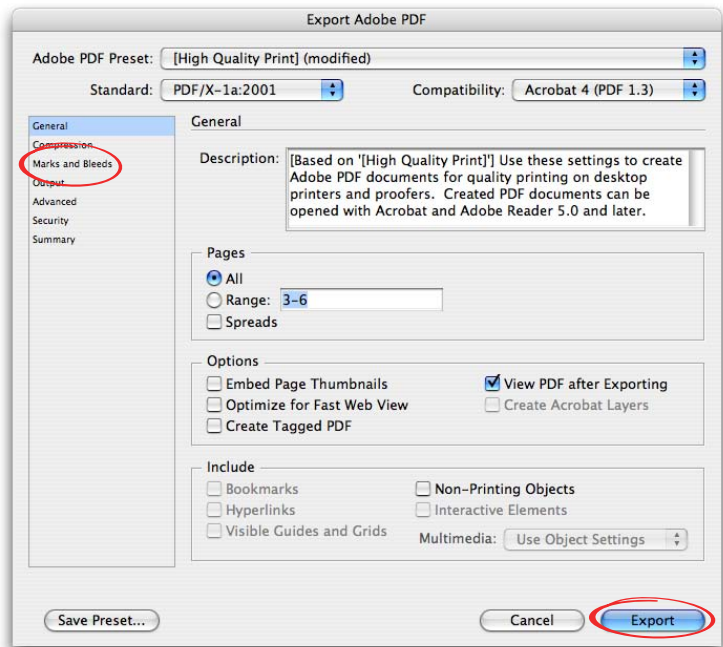 Export Adobe PDF
Adobe PDF Preset: [High Quality Print] (modified)
Standard: PDF/X-1a:2001 Compatibility: Acrobat 4 (PDF 1.3)
General
Compression
Marks and Bleeds
Output
Advanced
Security
Summary
General
Description: [Based on '[High Quality Print]'] Use these settings to create
Adobe PDF documents for quality printing on desktop
printers and proofers.  Created PDF documents can be
opened with Acrobat and Adobe Reader 5.0 and later.
Pages
All
Range: 3-6
Spreads
Options
Embed Page Thumbnails
Optimize for Fast Web View
Create Tagged PDF
View PDF after Exporting
Create Acrobat Layers
Include
Bookmarks
Hyperlinks
Visible Guides and Grids
Non-Printing Objects
Interactive Elements
Multimedia: Use Object Settings
Save Preset... Cancel Export